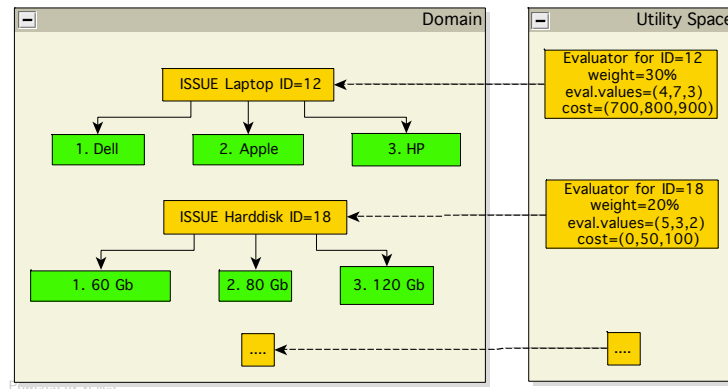 Domain
ISSUE Laptop ID=12
1. Dell
2. Apple
3. HP
ISSUE Harddisk ID=18
1. 60 Gb
2. 80 Gb
3. 120 Gb
....
Utility Space
Evaluator for ID=12
weight=30%
eval.values=(4,7,3)
cost=(700,800,900)
Evaluator for ID=18
weight=20%
eval.values=(5,3,2)
cost=(0,50,100)
....